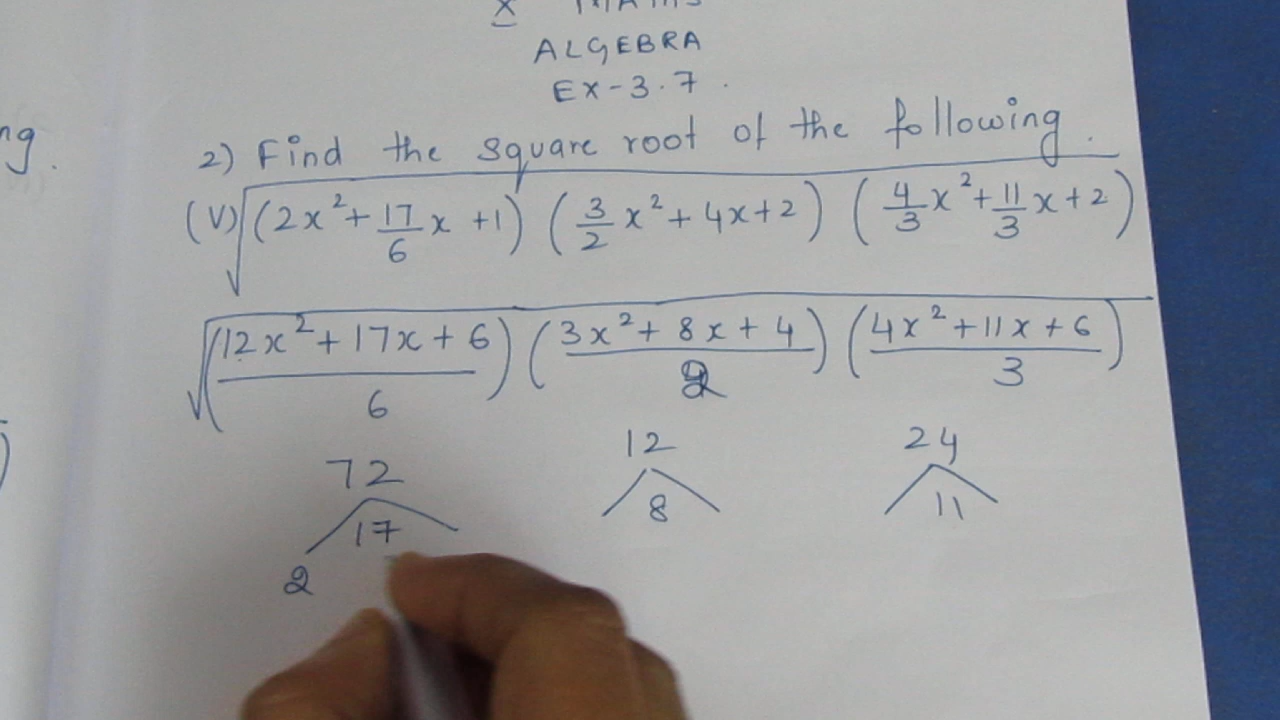 X MATHS
ALGEBRA
EX-3.7.
ng.
2) Find the square root of the following.
(V) √(2x²+17/6 x +1) (3/2 x²+4x+2) (4/3 x²+11/3 x+2)
√((12x²+17x+6)/6) ((3x²+8x+4)/2) ((4x²+11x+6)/3)
72 12 24
17 8 11
2